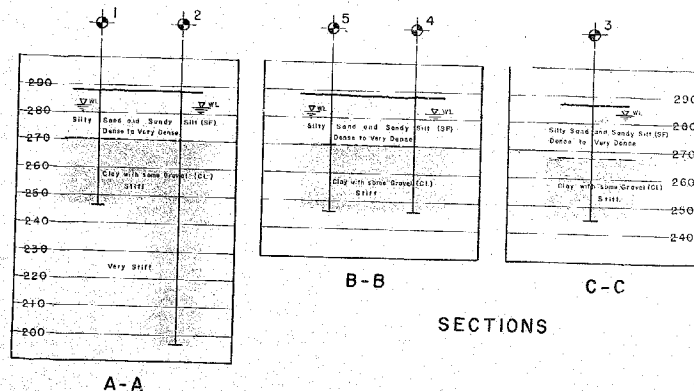 1
2
290
WL
WL
280
Silty Sand and Sandy Silt (SF)
Dense to Very Dense
270
260
Clay with some Gravel (CL)
Stiff
250
240
230
Very Stiff
220
210
200
A-A
5
4
WL
WL
Silty Sand and Sandy Silt (SF)
Dense to Very Dense
Clay with some Gravel (CL)
Stiff
B-B
3
290
WL
280
Silty Sand and Sandy Silt (SF)
Dense to Very Dense
270
260
Clay with some Gravel (CL)
Stiff
250
240
C-C
SECTIONS